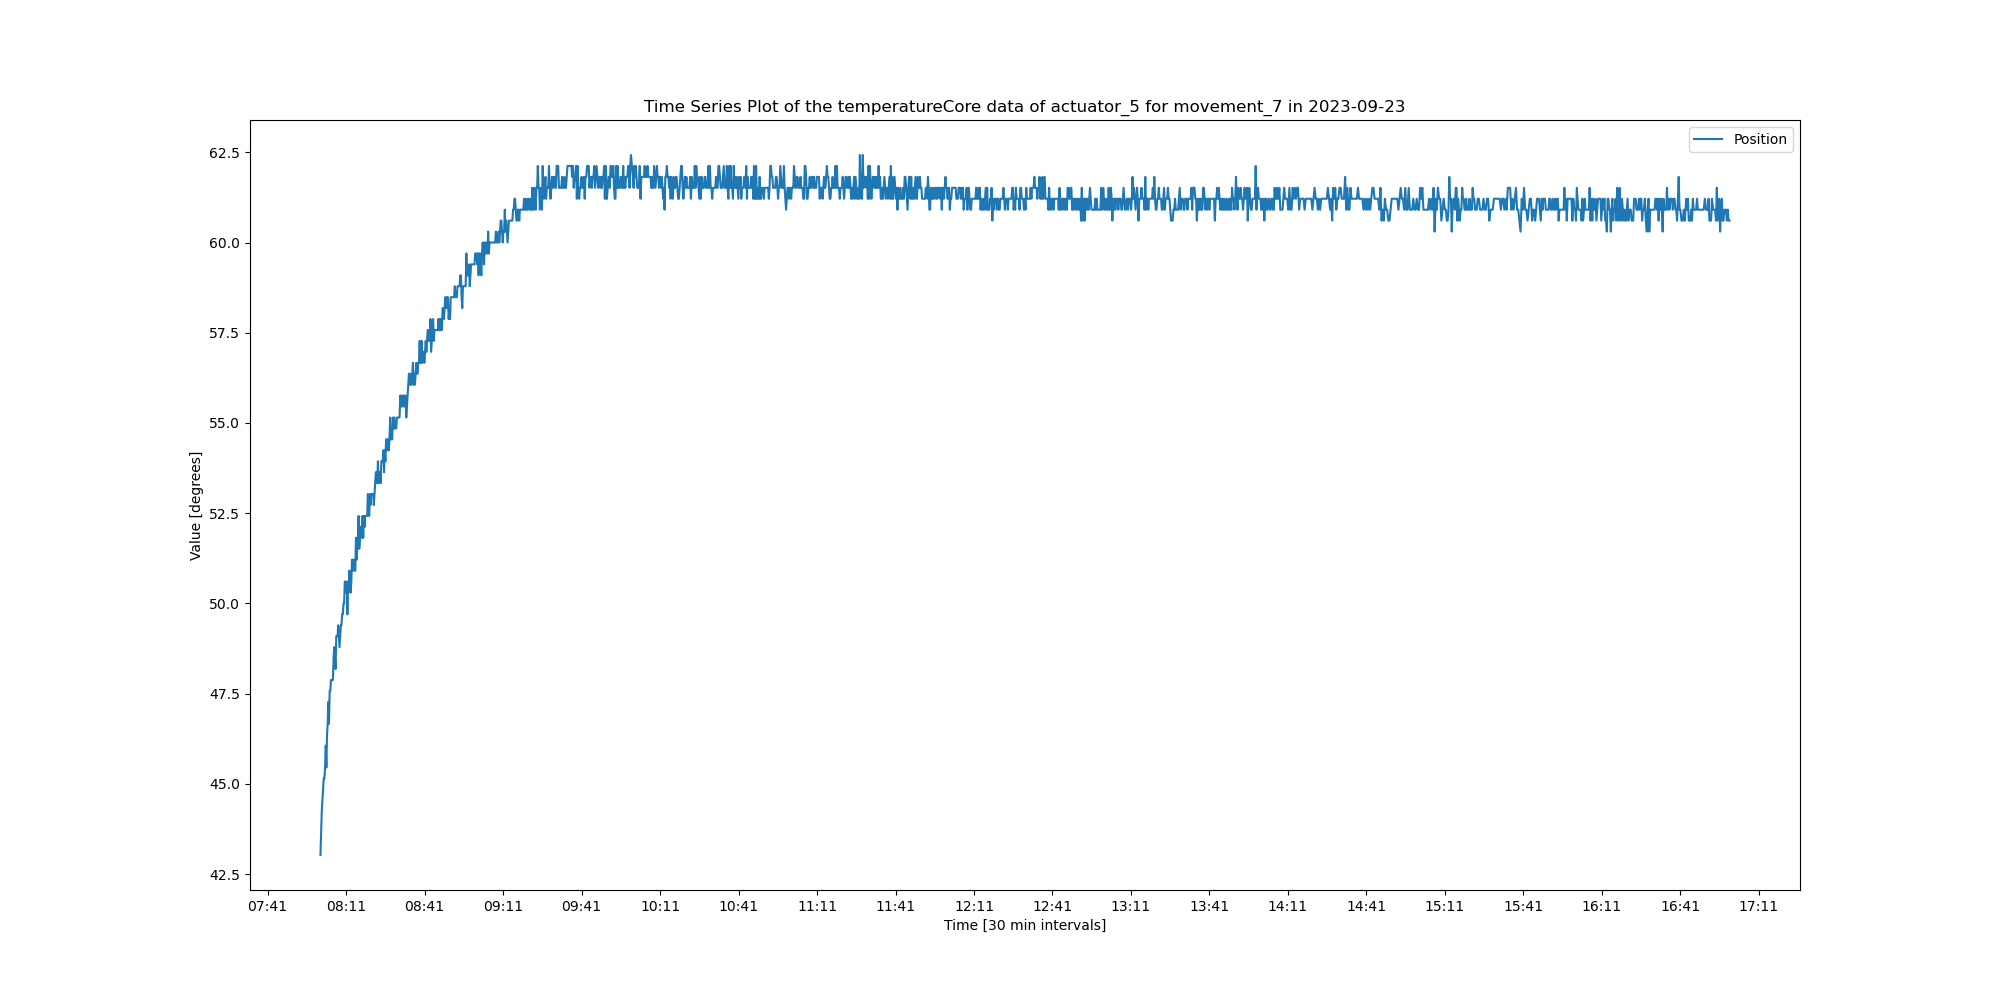 Time Series Plot of the temperatureCore data of actuator_5 for movement_7 in 2023-09-23
Position
62.5
60.0
57.5
55.0
52.5
50.0
47.5
45.0
42.5
Value [degrees]
07:41 08:11 08:41 09:11 09:41 10:11 10:41 11:11 11:41 12:11 12:41 13:11 13:41 14:11 14:41 15:11 15:41 16:11 16:41 17:11
Time [30 min intervals]